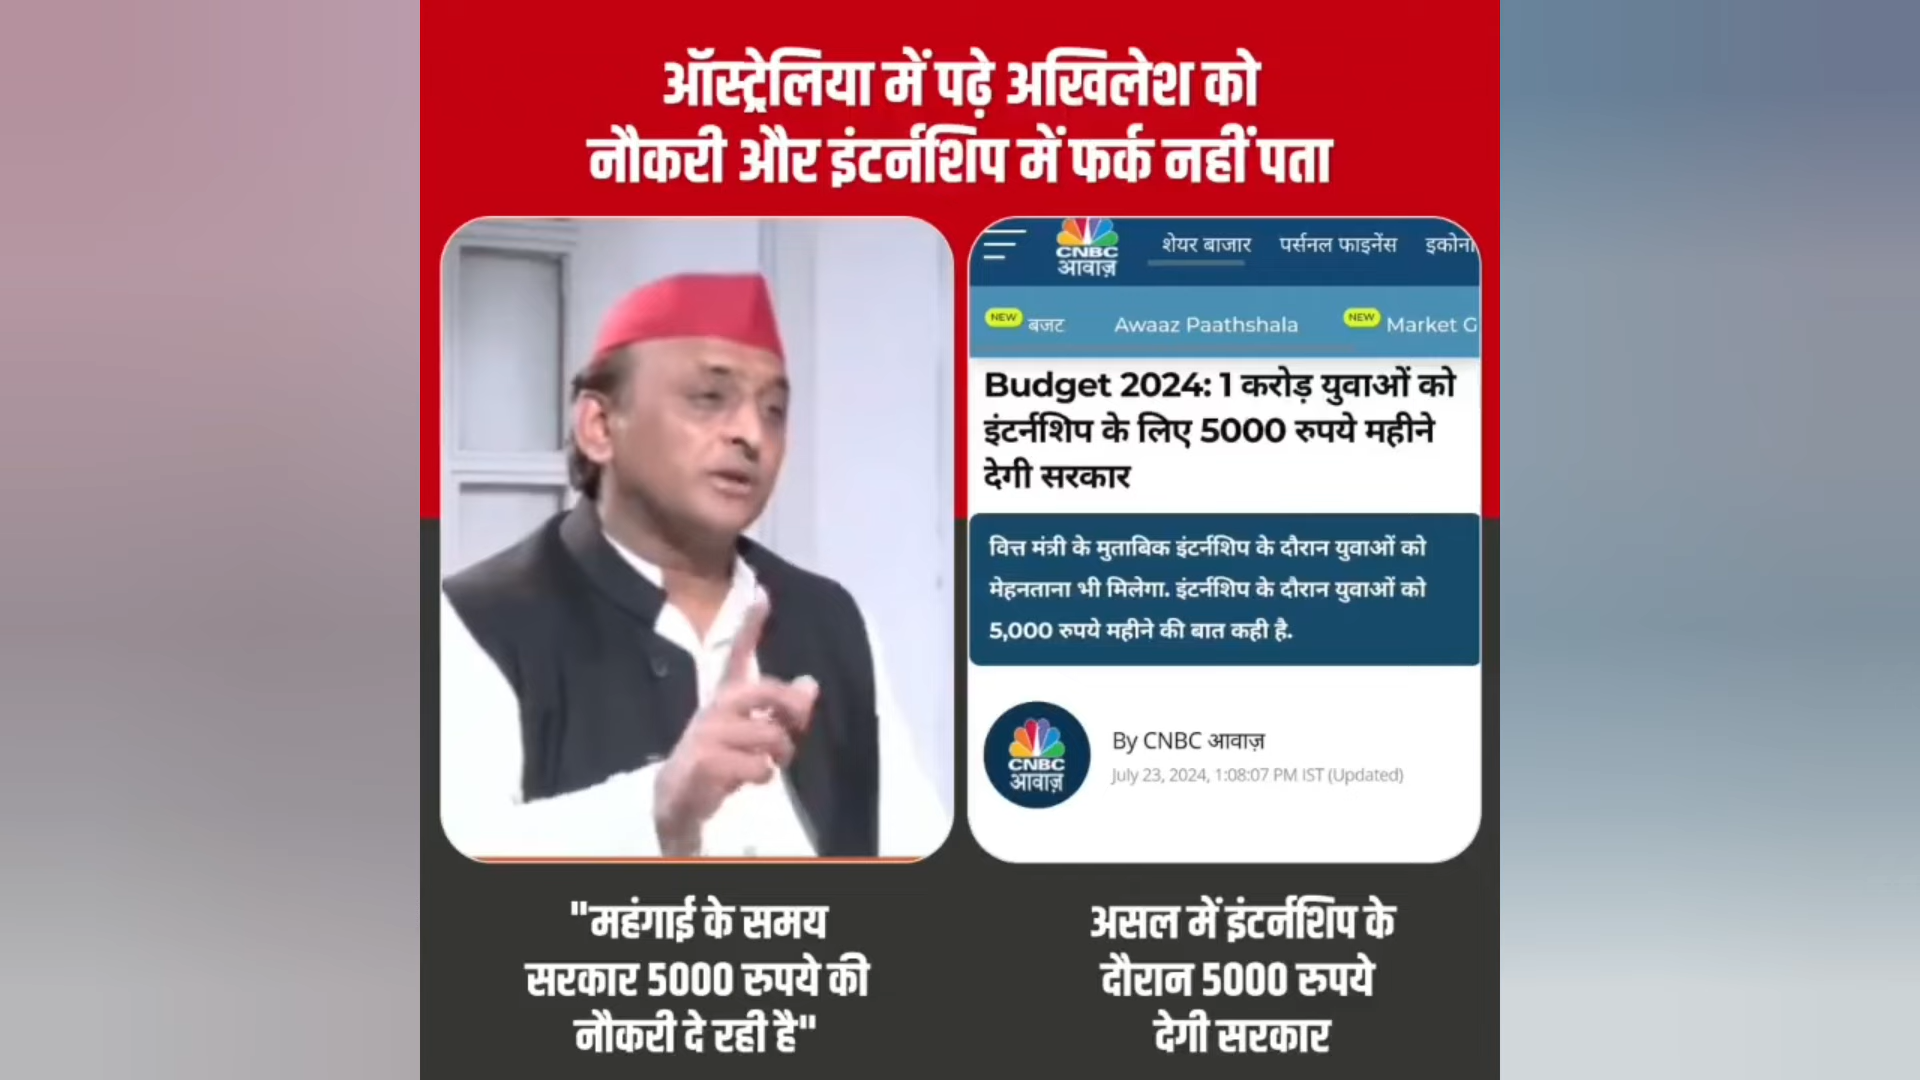 ऑस्ट्रेलिया में पढ़े अखिलेश को
नौकरी और इंटर्नशिप में फर्क नहीं पता
CNBC
आवाज़
शेयर बाजार पर्सनल फाइनेंस इकोना
NEW बजट Awaaz Paathshala NEW Market G
Budget 2024: 1 करोड़ युवाओं को
इंटर्नशिप के लिए 5000 रुपये महीने
देगी सरकार
वित्त मंत्री के मुताबिक इंटर्नशिप के दौरान युवाओं को
मेहनताना भी मिलेगा. इंटर्नशिप के दौरान युवाओं को
5,000 रुपये महीने की बात कही है.
CNBC
आवाज़
By CNBC आवाज़
July 23, 2024, 1:08:07 PM IST (Updated)
"महंगाई के समय
सरकार 5000 रुपये की
नौकरी दे रही है"
असल में इंटर्नशिप के
दौरान 5000 रुपये
देगी सरकार